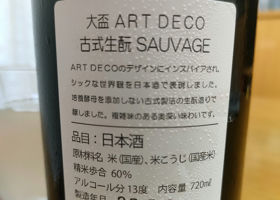 大盃 ART DECO
古式生酛 SAUVAGE
ART DECOのデザインにインスパイアされ、
シックな世界観を日本酒で表現しました。
培養酵母を添加しない古式製法の生酛造りで
醸しました。複雑味のある奥深い味わいです。
品目：日本酒
原材料名 米(国産)、米こうじ(国産米)
精米歩合 60%
アルコール分 13度 内容量 720ml
製造年月